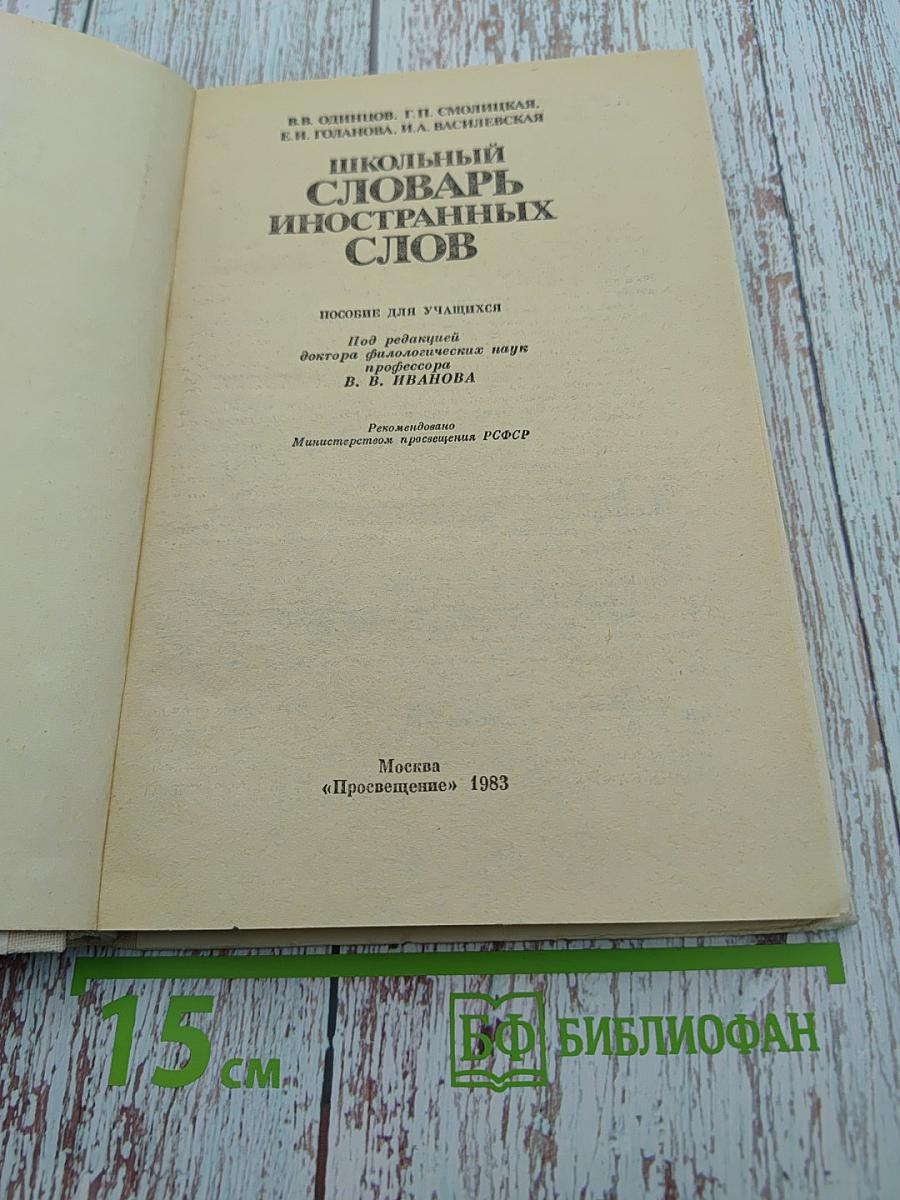 В.В. ОДИНЦОВ, Г.П. СМОЛИЦКАЯ,
Е.И. ГОЛАНОВА, И.А. ВАСИЛЕВСКАЯ
ШКОЛЬНЫЙ
СЛОВАРЬ
ИНОСТРАННЫХ
СЛОВ
ПОСОБИЕ ДЛЯ УЧАЩИХСЯ
Под редакцией
доктора филологических наук
профессора
В. В. ИВАНОВА
Рекомендовано
Министерством просвещения РСФСР
Москва
«Просвещение» 1983
15 см
БФ БИБЛИОФАН